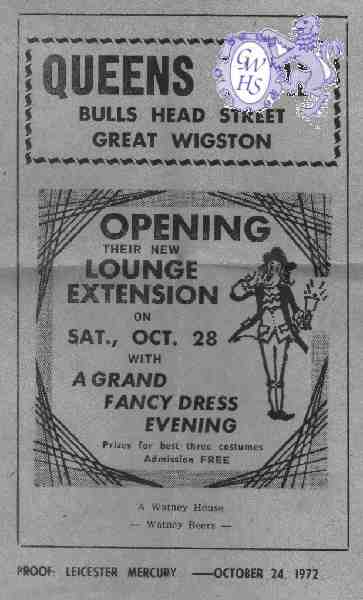 QUEENS
GWHS
BULLS HEAD STREET
GREAT WIGSTON
OPENING
THEIR NEW
LOUNGE
EXTENSION
ON
SAT., OCT. 28
WITH
A GRAND
FANCY DRESS
EVENING
Prizes for best three costumes
Admission FREE
A Watney House
— Watney Beers —
PROOF: LEICESTER MERCURY —OCTOBER 24, 1972